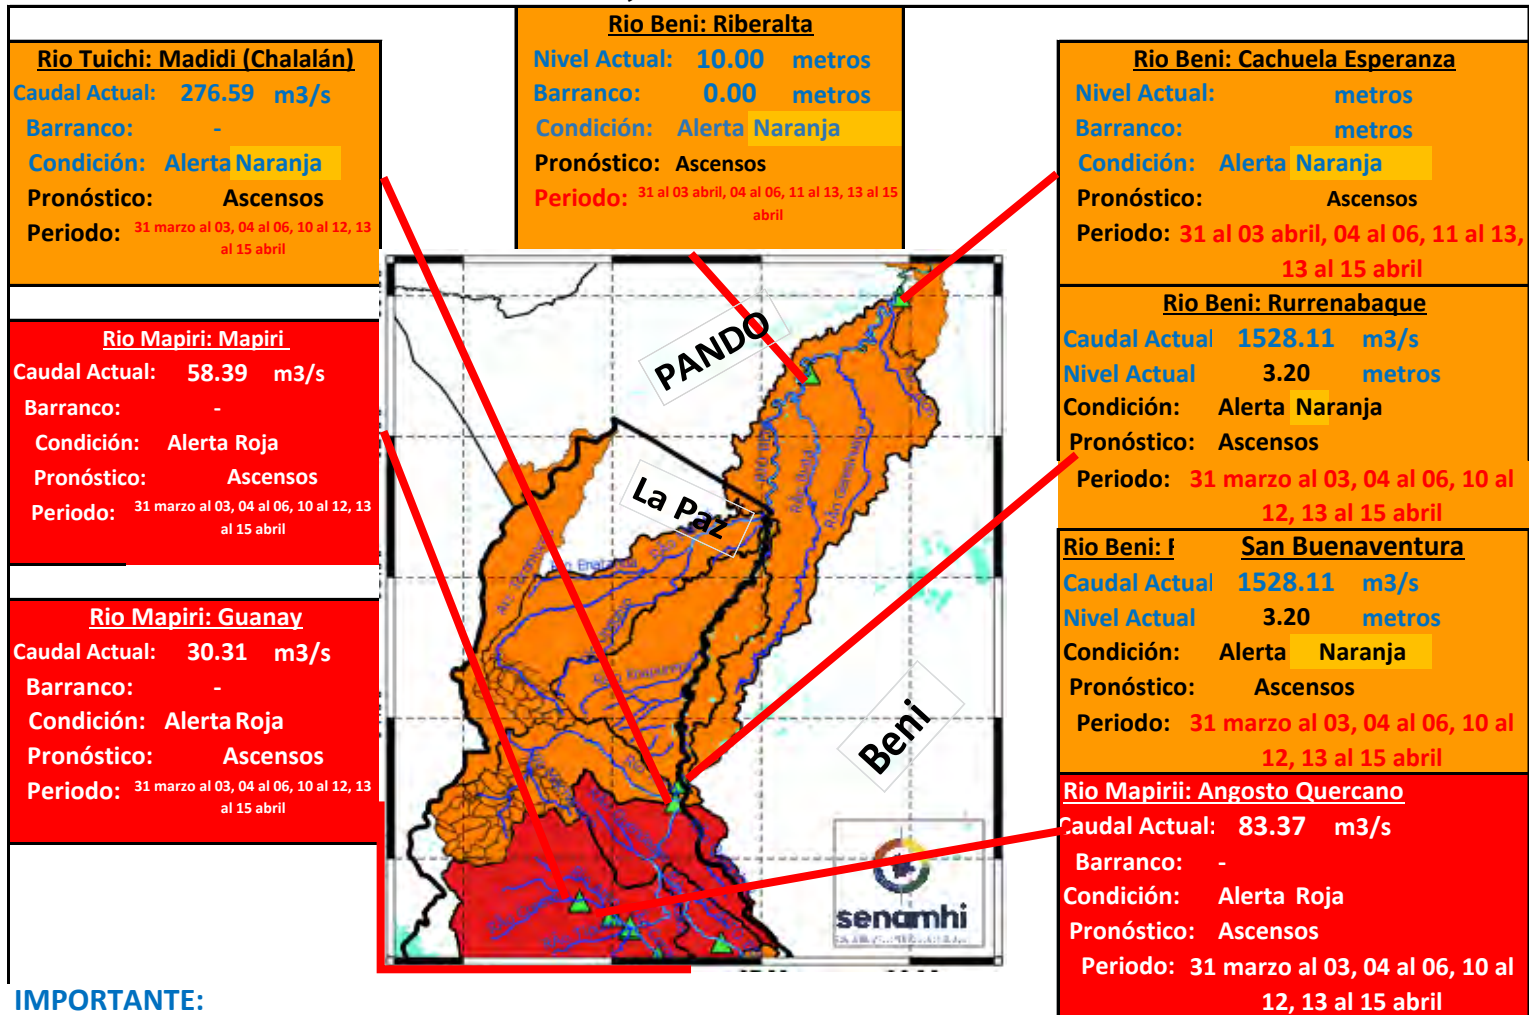 Rio Tuichi: Madidi (Chalalán)
Caudal Actual: 276.59 m3/s
Barranco: -
Condición: Alerta Naranja
Pronóstico: Ascensos
Periodo: 31 marzo al 03, 04 al 06, 10 al 12, 13
al 15 abril
Rio Mapiri: Mapiri
Caudal Actual: 58.39 m3/s
Barranco: -
Condición: Alerta Roja
Pronóstico: Ascensos
Periodo: 31 marzo al 03, 04 al 06, 10 al 12, 13
al 15 abril
Rio Mapiri: Guanay
Caudal Actual: 30.31 m3/s
Barranco: -
Condición: Alerta Roja
Pronóstico: Ascensos
Periodo: 31 marzo al 03, 04 al 06, 10 al 12, 13
al 15 abril
Rio Beni: Riberalta
Nivel Actual: 10.00 metros
Barranco: 0.00 metros
Condición: Alerta Naranja
Pronóstico: Ascensos
Periodo: 31 al 03 abril, 04 al 06, 11 al 13, 13 al 15
abril
PANDO
La Paz
Beni
senamhi
Rio Beni: Cachuela Esperanza
Nivel Actual: metros
Barranco: metros
Condición: Alerta Naranja
Pronóstico: Ascensos
Periodo: 31 al 03 abril, 04 al 06, 11 al 13,
13 al 15 abril
Rio Beni: Rurrenabaque
Caudal Actual 1528.11 m3/s
Nivel Actual 3.20 metros
Condición: Alerta Naranja
Pronóstico: Ascensos
Periodo: 31 marzo al 03, 04 al 06, 10 al
12, 13 al 15 abril
Rio Beni: San Buenaventura
Caudal Actual 1528.11 m3/s
Nivel Actual 3.20 metros
Condición: Alerta Naranja
Pronóstico: Ascensos
Periodo: 31 marzo al 03, 04 al 06, 10 al
12, 13 al 15 abril
Rio Mapirii: Angosto Quercano
Caudal Actual: 83.37 m3/s
Barranco: -
Condición: Alerta Roja
Pronóstico: Ascensos
Periodo: 31 marzo al 03, 04 al 06, 10 al
12, 13 al 15 abril
IMPORTANTE: